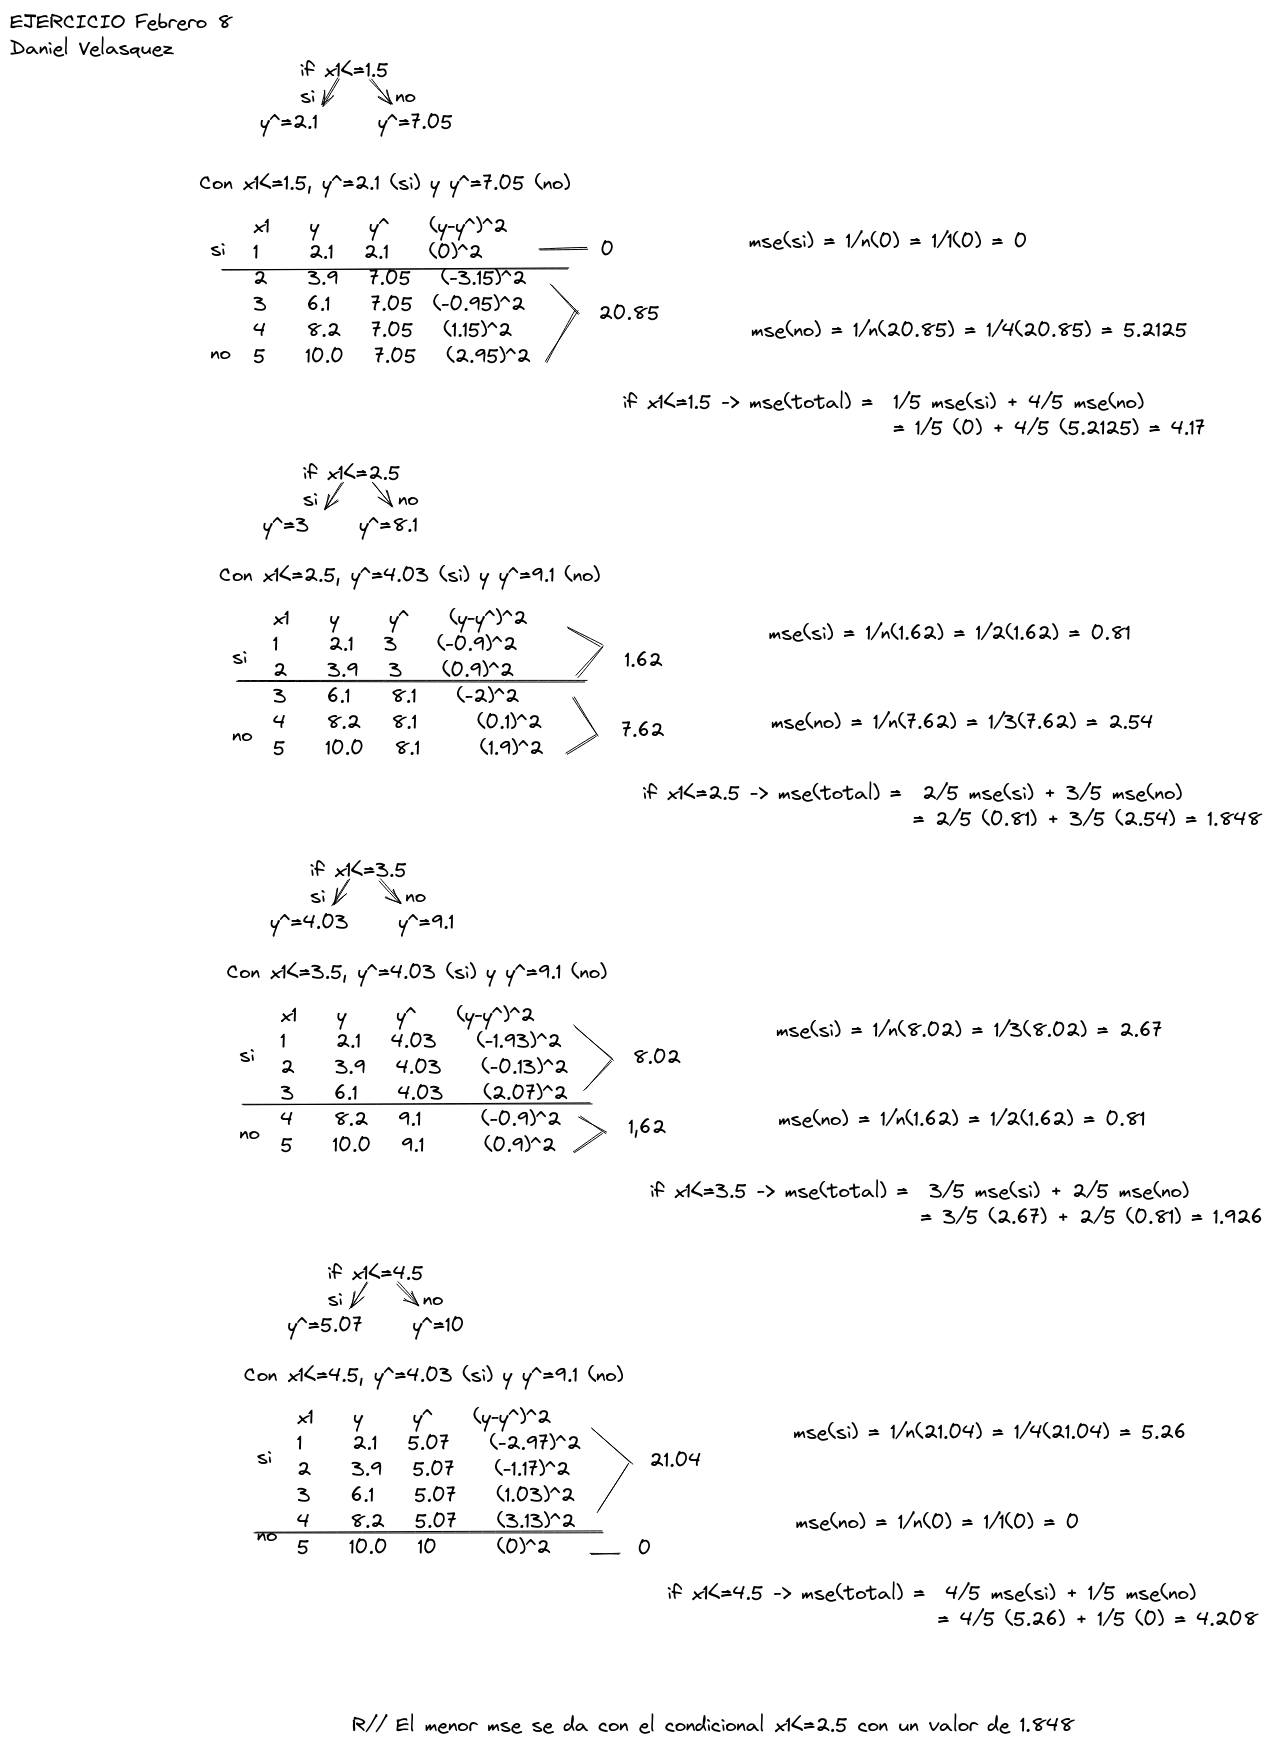 EJERCICIO Febrero 8
Daniel Velasquez
if x1<=1.5
si no
y^=2.1 y^=7.05
Con x1<=1.5, y^=2.1 (si) y y^=7.05 (no)
x1 y y^ (y-y^)^2
si 1 2.1 2.1 (0)^2 0 mse(si) = 1/n(0) = 1/1(0) = 0
2 3.9 7.05 (-3.15)^2
3 6.1 7.05 (-0.95)^2 20.85
4 8.2 7.05 (1.15)^2 mse(no) = 1/n(20.85) = 1/4(20.85) = 5.2125
no 5 10.0 7.05 (2.95)^2
if x1<=1.5 -> mse(total) = 1/5 mse(si) + 4/5 mse(no)
= 1/5 (0) + 4/5 (5.2125) = 4.17
if x1<=2.5
si no
y^=3 y^=8.1
Con x1<=2.5, y^=4.03 (si) y y^=9.1 (no)
x1 y y^ (y-y^)^2
1 2.1 3 (-0.9)^2 mse(si) = 1/n(1.62) = 1/2(1.62) = 0.81
si 2 3.9 3 (0.9)^2 1.62
3 6.1 8.1 (-2)^2
4 8.2 8.1 (0.1)^2 7.62 mse(no) = 1/n(7.62) = 1/3(7.62) = 2.54
no 5 10.0 8.1 (1.9)^2
if x1<=2.5 -> mse(total) = 2/5 mse(si) + 3/5 mse(no)
= 2/5 (0.81) + 3/5 (2.54) = 1.848
if x1<=3.5
si no
y^=4.03 y^=9.1
Con x1<=3.5, y^=4.03 (si) y y^=9.1 (no)
x1 y y^ (y-y^)^2
1 2.1 4.03 (-1.93)^2 mse(si) = 1/n(8.02) = 1/3(8.02) = 2.67
si 2 3.9 4.03 (-0.13)^2 8.02
3 6.1 4.03 (2.07)^2
4 8.2 9.1 (-0.9)^2 1,62 mse(no) = 1/n(1.62) = 1/2(1.62) = 0.81
no 5 10.0 9.1 (0.9)^2
if x1<=3.5 -> mse(total) = 3/5 mse(si) + 2/5 mse(no)
= 3/5 (2.67) + 2/5 (0.81) = 1.926
if x1<=4.5
si no
y^=5.07 y^=10
Con x1<=4.5, y^=4.03 (si) y y^=9.1 (no)
x1 y y^ (y-y^)^2
1 2.1 5.07 (-2.97)^2 mse(si) = 1/n(21.04) = 1/4(21.04) = 5.26
si 2 3.9 5.07 (-1.17)^2 21.04
3 6.1 5.07 (1.03)^2
4 8.2 5.07 (3.13)^2 mse(no) = 1/n(0) = 1/1(0) = 0
no 5 10.0 10 (0)^2 0
if x1<=4.5 -> mse(total) = 4/5 mse(si) + 1/5 mse(no)
= 4/5 (5.26) + 1/5 (0) = 4.208
R// El menor mse se da con el condicional x1<=2.5 con un valor de 1.848